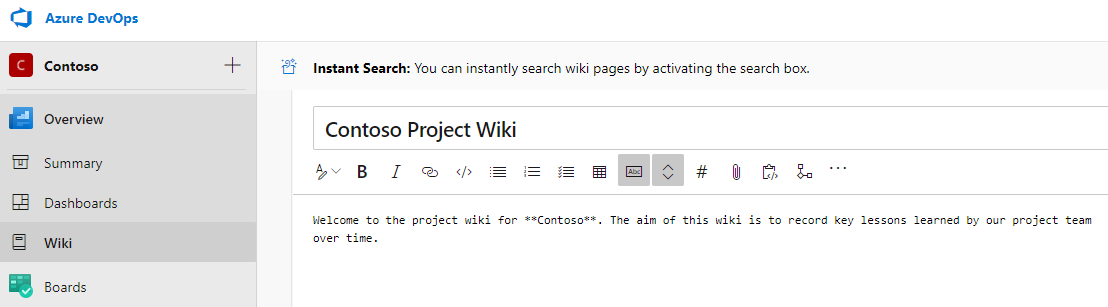 Azure DevOps
C Contoso
Instant Search: You can instantly search wiki pages by activating the search box.
Overview
Contoso Project Wiki
Summary
B I </> Abc # ...
Dashboards
Welcome to the project wiki for **Contoso**. The aim of this wiki is to record key lessons learned by our project team
over time.
Wiki
Boards